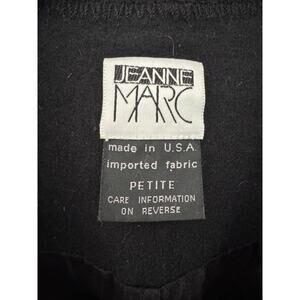 JEANNE
MARC
made in U.S.A.
imported fabric
PETITE
CARE INFORMATION
ON REVERSE